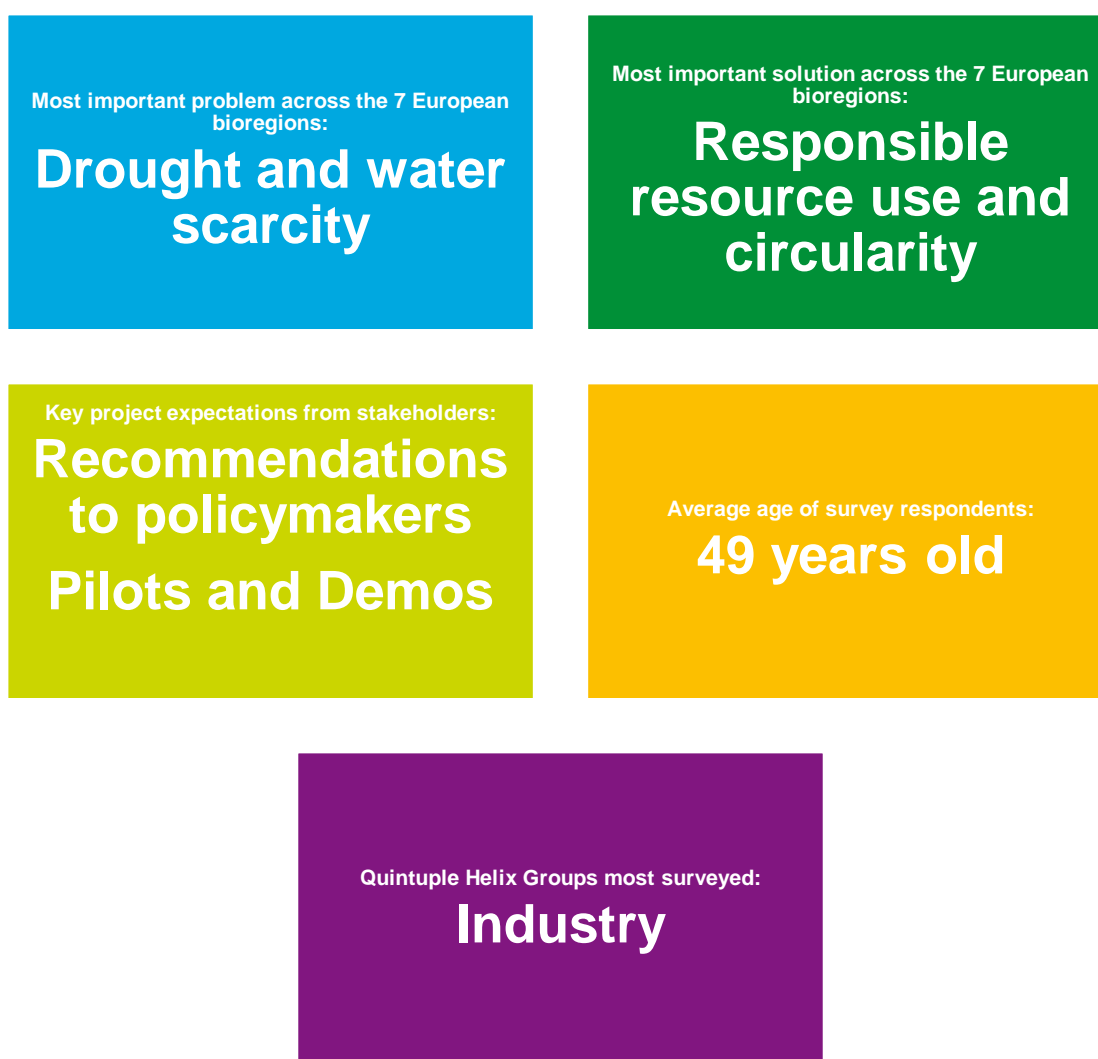 Most important problem across the 7 European
bioregions:
Drought and water
scarcity
Most important solution across the 7 European
bioregions:
Responsible
resource use and
circularity
Key project expectations from stakeholders:
Recommendations
to policymakers
Pilots and Demos
Average age of survey respondents:
49 years old
Quintuple Helix Groups most surveyed:
Industry